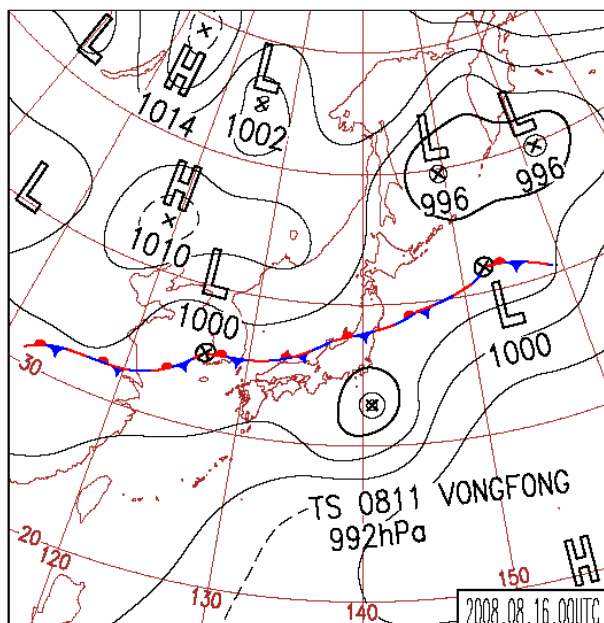 L
H
1014
L
1002
L
996
L
996
L
H
1010
L
1000
L
1000
30
TS 0811 VONGFONG
992hPa
20
120
130
140
150
H
2008.08.16.00UTC